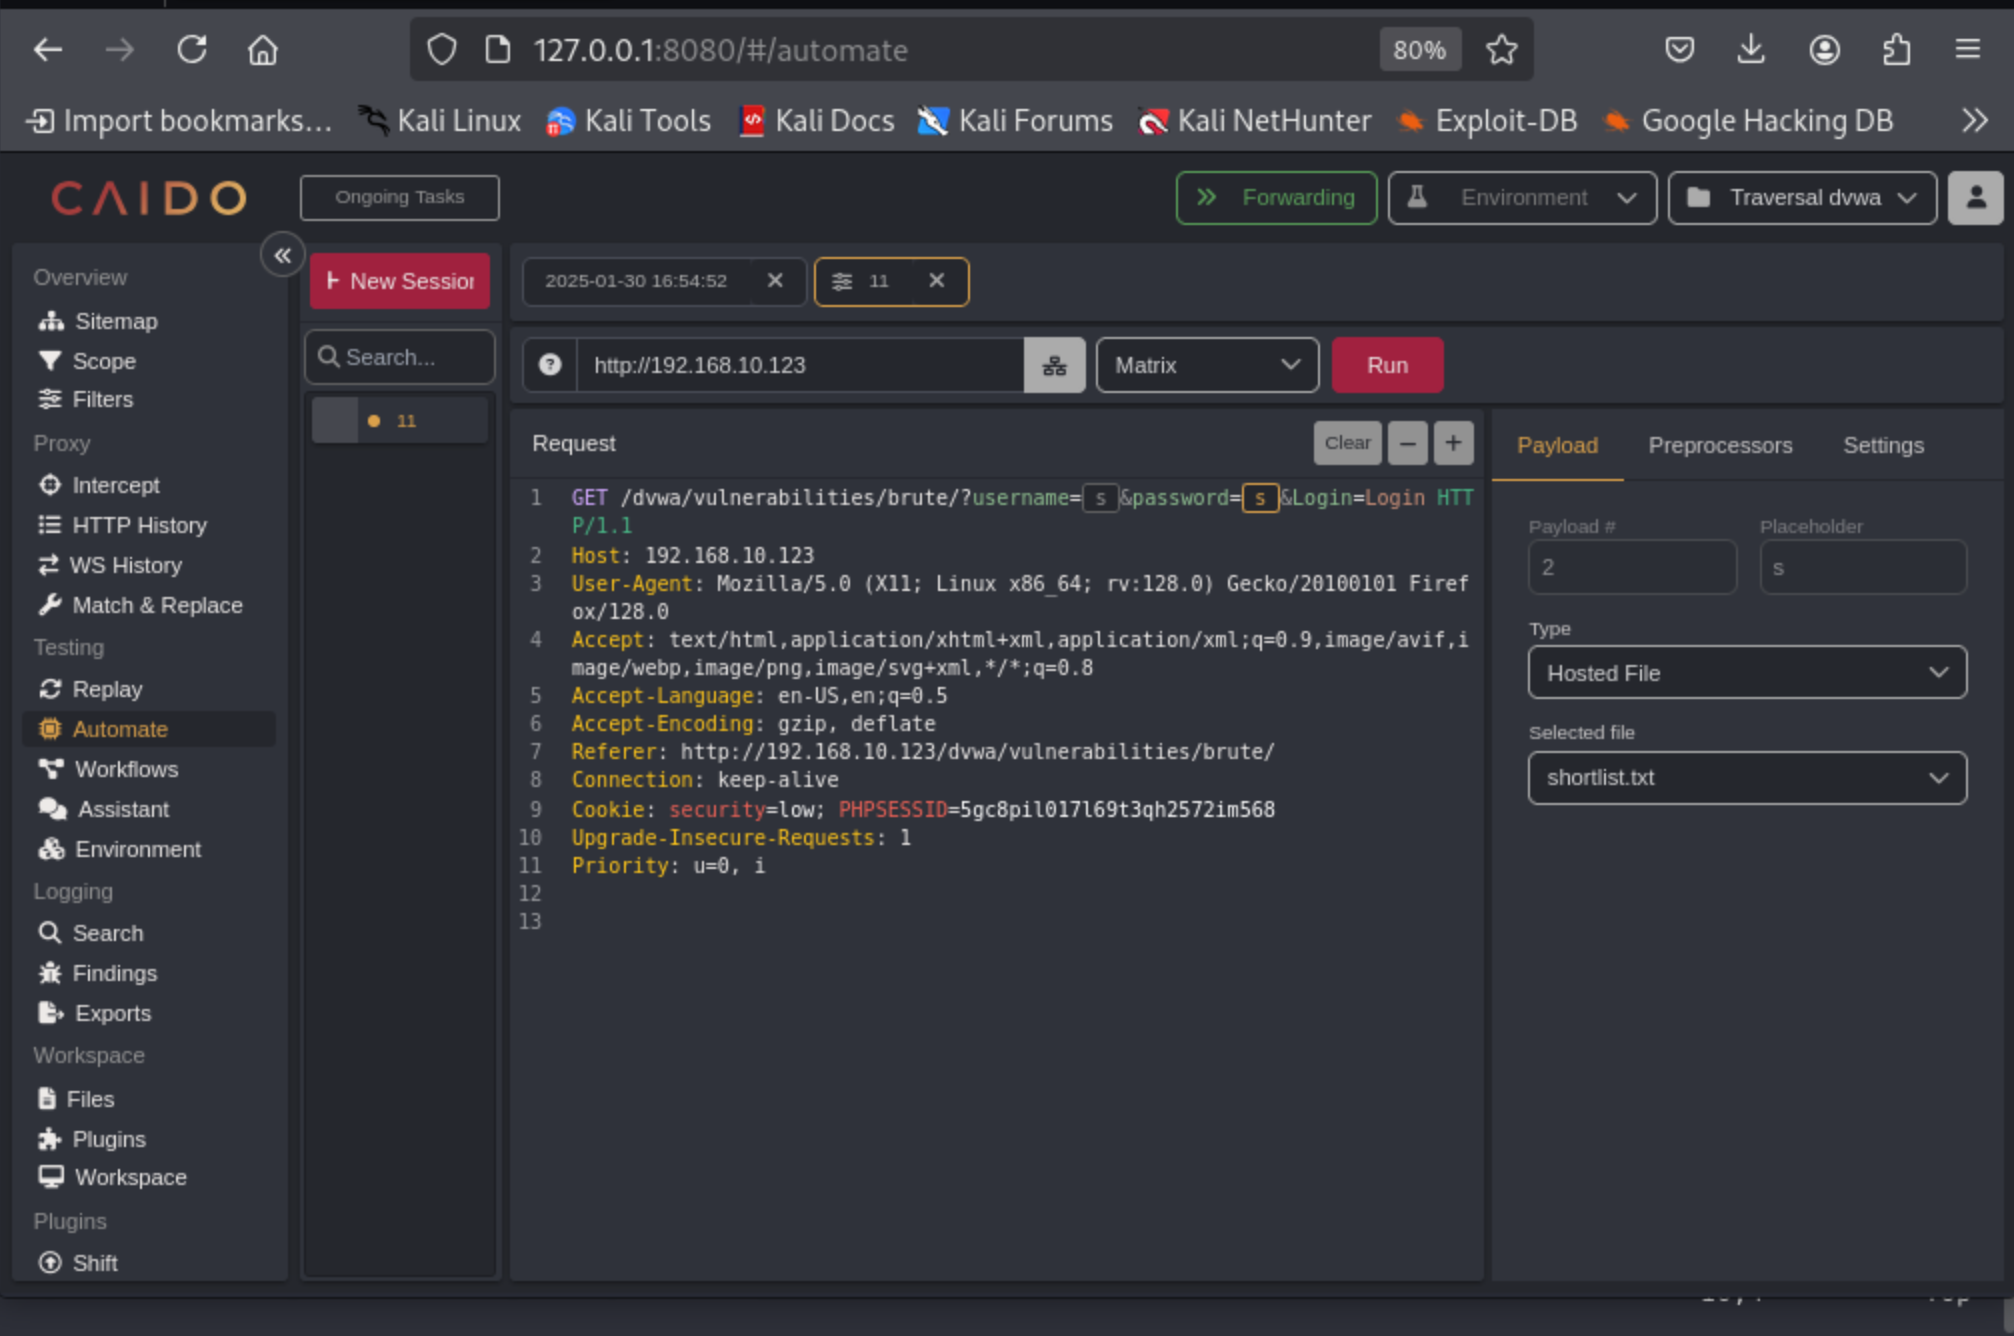 127.0.0.1:8080/#/automate
80%
Import bookmarks...
Kali Linux
Kali Tools
Kali Docs
Kali Forums
Kali NetHunter
Exploit-DB
Google Hacking DB
CAIDO
Ongoing Tasks
Forwarding
Environment
Traversal dvwa
Overview
Sitemap
Scope
Filters
Proxy
Intercept
HTTP History
WS History
Match & Replace
Testing
Replay
Automate
Workflows
Assistant
Environment
Logging
Search
Findings
Exports
Workspace
Files
Plugins
Workspace
Plugins
Shift
New Session
Search...
11
2025-01-30 16:54:52
11
http://192.168.10.123
Matrix
Run
Request
Clear
1 GET /dvwa/vulnerabilities/brute/?username=s&password=s&Login=Login HTT
P/1.1
2 Host: 192.168.10.123
3 User-Agent: Mozilla/5.0 (X11; Linux x86_64; rv:128.0) Gecko/20100101 Firef
ox/128.0
4 Accept: text/html,application/xhtml+xml,application/xml;q=0.9,image/avif,i
mage/webp,image/png,image/svg+xml,*/*;q=0.8
5 Accept-Language: en-US,en;q=0.5
6 Accept-Encoding: gzip, deflate
7 Referer: http://192.168.10.123/dvwa/vulnerabilities/brute/
8 Connection: keep-alive
9 Cookie: security=low; PHPSESSID=5gc8pil017l69t3qh2572im568
10 Upgrade-Insecure-Requests: 1
11 Priority: u=0, i
12
13
Payload
Preprocessors
Settings
Payload #
Placeholder
2
s
Type
Hosted File
Selected file
shortlist.txt